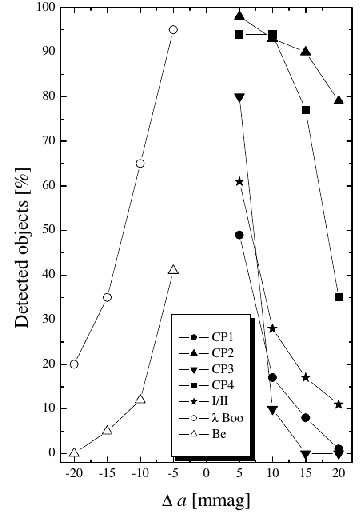 100
90
80
70
60
50
40
30
20
10
0
Detected objects [%]
CP1
CP2
CP3
CP4
I/II
λ Boo
Be
-20 -15 -10 -5 0 5 10 15 20
Δ a [mmag]